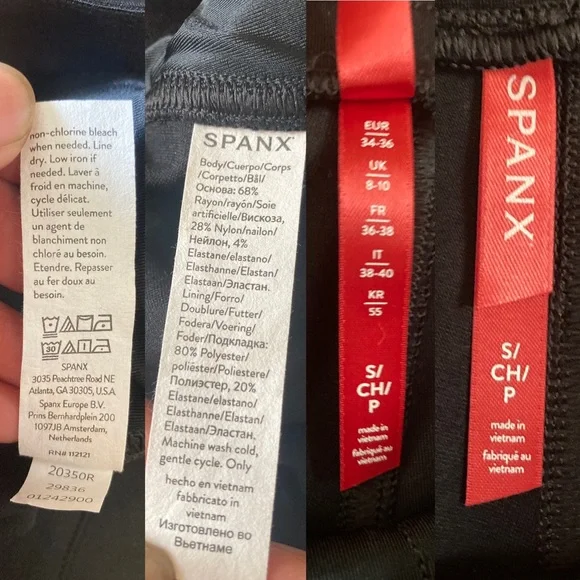 non-chlorine bleach
when needed. Line
dry. Low iron if
needed. Laver à
froid en machine,
cycle délicat.
Utiliser seulement
un agent de
blanchiment non
chloré au besoin.
Etendre. Repasser
au fer doux au
besoin.
30
SPANX
3035 Peachtree Road NE
Atlanta, GA 30305, U.S.A
Spanx Europe B.V.
Prins Bernhardplein 200
1097JB Amsterdam,
Netherlands
RN# 112121
20350R
29836
01242900
SPANX
Body/Cuerpo/Corps
/Corpetto/Bål/
Основа: 68%
Rayon/rayón/Soie
artificielle/Вискоза,
28% Nylon/nailon/
Нейлон, 4%
Elastane/elastano/
Elasthanne/Elastan/
Elastaan/Эластан.
Lining/Forro/
Doublure/Futter/
Fodera/Voering/
Foder/Подкладка:
80% Polyester/
poliéster/Poliestere/
Полиэстер, 20%
Elastane/Elastano/
Elasthanne/Elastan/
Elastaan/Эластан.
Machine wash cold,
gentle cycle. Only
hecho en vietnam
fabbricato in
vietnam
Изготовлено во
Вьетнаме
EUR
34-36
UK
8-10
FR
36-38
IT
38-40
KR
55
S/
CH/
P
made in
vietnam
fabriqué au
vietnam
SPANX
S/
CH/
P
made in
vietnam
fabriqué au
vietnam